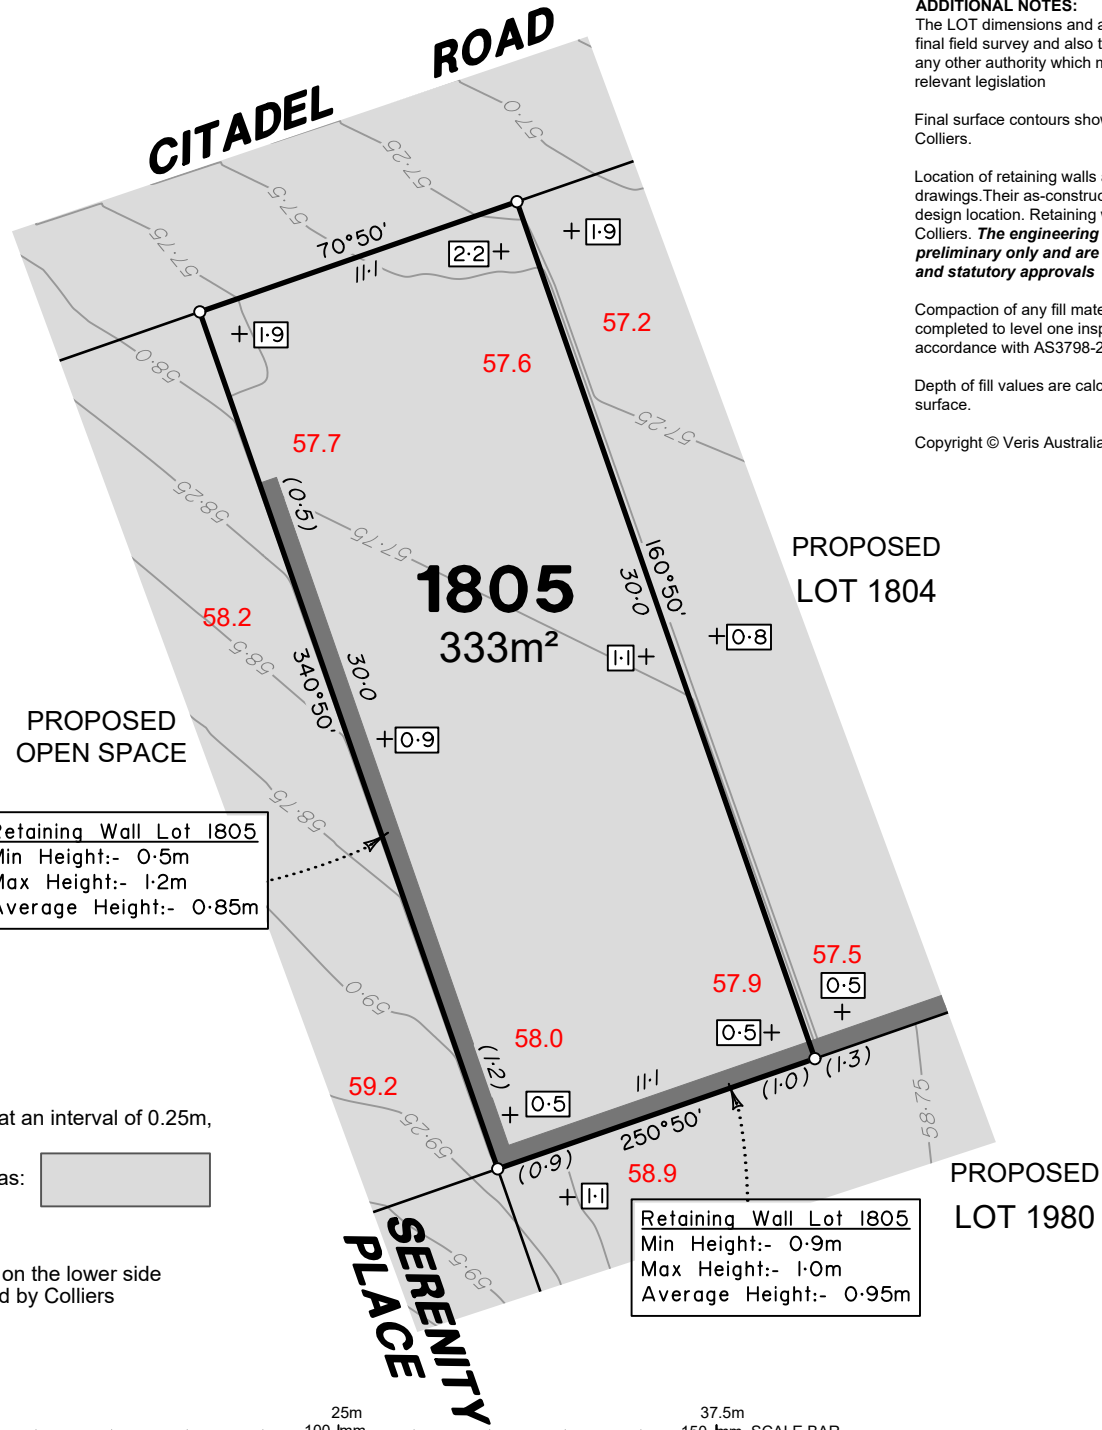 ADDITIONAL NOTES:
The LOT dimensions and a
final field survey and also t
any other authority which m
relevant legislation
Final surface contours show
Colliers.
Location of retaining walls
drawings.Their as-construc
design location. Retaining
Colliers. The engineering
preliminary only and are
and statutory approvals
Compaction of any fill mate
completed to level one insp
accordance with AS3798-2
Depth of fill values are calc
surface.
Copyright © Veris Australia
CITADEL ROAD
57·0
57·25
57·5
57·75
70°50'
11·1
2·2
1·9
1·9
57.2
57.6
58·0
57.7
57·25
58·25
(0·5)
57·75
PROPOSED
LOT 1804
1805
333m²
160°50'
30·0
58.2
58·5
0·8
1·1
340°50'
30·0
PROPOSED
OPEN SPACE
0·9
58·75
Retaining Wall Lot 1805
Min Height:- 0·5m
Max Height:- 1·2m
Average Height:- 0·85m
57.5
57.9
0·5
59·0
0·5
58.0
(1·2)
(1·0)
(1·3)
11·1
59.2
0·5
250°50'
59·25
58·75
at an interval of 0.25m,
(0·9)
as:
58.9
1·1
PROPOSED
LOT 1980
Retaining Wall Lot 1805
Min Height:- 0·9m
Max Height:- 1·0m
Average Height:- 0·95m
59·5
SERENITY
PLACE
on the lower side
d by Colliers
25m
37.5m
100 mm
150 mm SCALE BAR